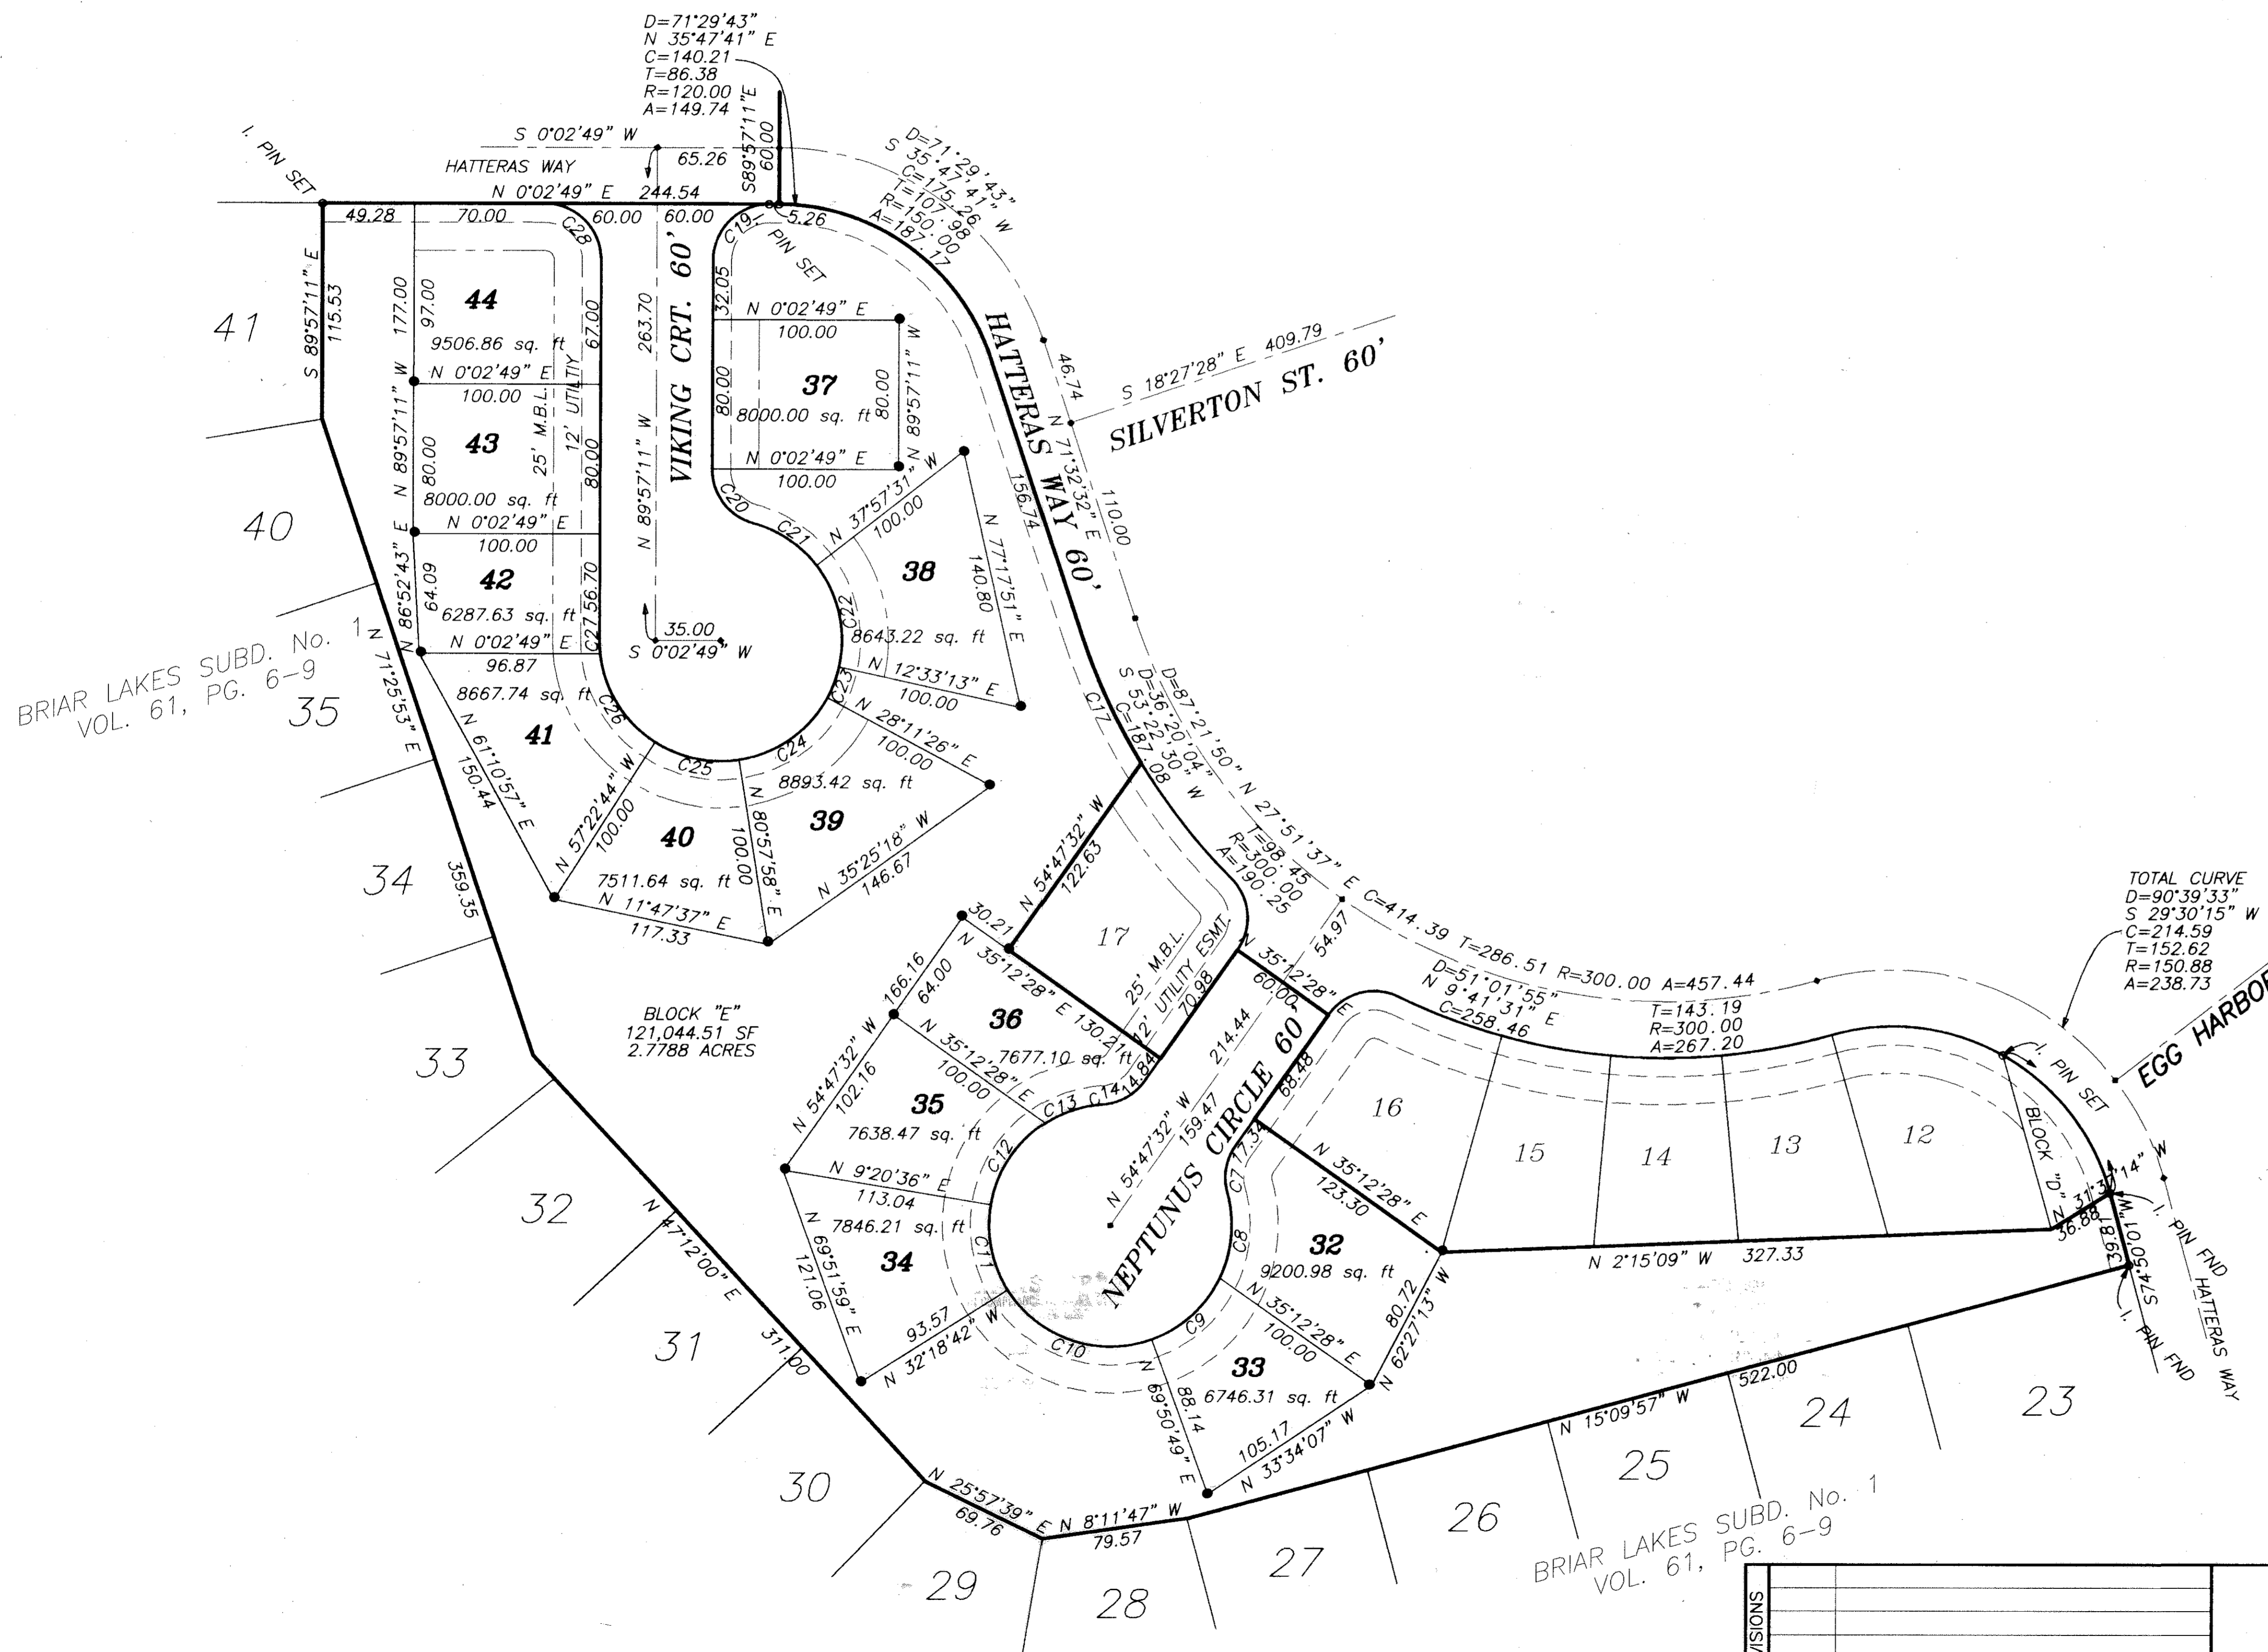 D=71°29'43"
N 35°47'41" E
C=140.21
T=86.38
R=120.00
A=149.74
S89°57'11"E
60.00
I. PIN SET
S 0°02'49" W
65.26
HATTERAS WAY
N 0°02'49" E 244.54
49.28
70.00
60.00
60.00
5.26
C28
C19
I. PIN SET
D=71°29'43"
S 35°47'41" W
C=175.26
T=107.98
R=150.00
A=187.17
S 89°57'11" E
115.53
41
N 89°57'11" W 177.00
97.00
44
9506.86 sq. ft
67.00
N 0°02'49" E
100.00
25' M.B.L.
12' UTILITY
80.00
43
8000.00 sq. ft
80.00
N 0°02'49" E
100.00
N 86°52'43" E
64.09
42
6287.63 sq. ft
56.70
C27
N 0°02'49" E
96.87
8667.74 sq. ft
C26
41
263.70
N 89°57'11" W
VIKING CRT. 60'
35.00
S 0°02'49" W
32.05
N 0°02'49" E
100.00
80.00
37
8000.00 sq. ft
80.00
N 89°57'11" W
N 0°02'49" E
100.00
C20
C21
N 37°57'31" W
100.00
C22
38
8643.22 sq. ft
N 77°17'51" E
140.80
N 12°33'13" E
100.00
C23
N 28°11'26" E
100.00
C24
C25
8893.42 sq. ft
39
N 35°25'18" W
146.67
N 80°57'58" E
100.00
40
7511.64 sq. ft
N 11°47'37" E
117.33
N 57°22'44" W
100.00
N 61°10'57" E
150.44
HATTERAS WAY 60'
156.74
46.74
N 71°32'32" E
110.00
S 18°27'28" E 409.79
SILVERTON ST. 60'
40
BRIAR LAKES SUBD. No. 1
VOL. 61, PG. 6-9
35
N 71°25'53" E
359.35
34
33
C17
D=87°21'50" N 27°51'37" E C=414.39 T=286.51 R=300.00 A=457.44
D=36°20'04"
S 53°22'30" W
C=187.08
T=98.45
R=300.00
A=190.25
N 54°47'32" W
122.63
17
25' M.B.L.
12' UTILITY ESMT.
70.98
N 35°12'28" E
60.00
54.97
214.44
D=51°01'55"
N 9°41'31" E
C=258.46
T=143.19
R=300.00
A=267.20
TOTAL CURVE
D=90°39'33"
S 29°30'15" W
C=214.59
T=152.62
R=150.88
A=238.73
EGG HARBOR
I. PIN SET
30.21
N 35°12'28" E 130.21
166.16
64.00
36
7677.10 sq. ft
N 35°12'28" E
100.00
14.84
C14
C13
BLOCK "E"
121,044.51 SF
2.7788 ACRES
N 54°47'32" W
102.16
35
7638.47 sq. ft
C12
N 9°20'36" E
113.04
7846.21 sq. ft
34
C11
N 69°51'59" E
121.06
93.57
N 32°18'42" W
C10
N 54°47'32" W
159.47
NEPTUNUS CIRCLE 60'
68.48
17.34
C7
C8
N 35°12'28" E
123.30
16
15
14
13
12
BLOCK "D"
N 31°37'14" W
36.88
I. PIN FND
S74°50'01"W
39.81
I. PIN FND
HATTERAS WAY
32
9200.98 sq. ft
N 35°12'28" E
100.00
C9
80.72
N 62°27'13" W
N 2°15'09" W 327.33
33
6746.31 sq. ft
N 69°50'49" E
88.14
105.17
N 33°34'07" W
32
N 47°12'00" E
311.00
31
30
N 25°57'39" E
69.76
N 8°11'47" W
79.57
N 15°09'57" W
522.00
29
28
27
26
25
24
23
BRIAR LAKES SUBD. No. 1
VOL. 61, PG. 6-9
VISIONS